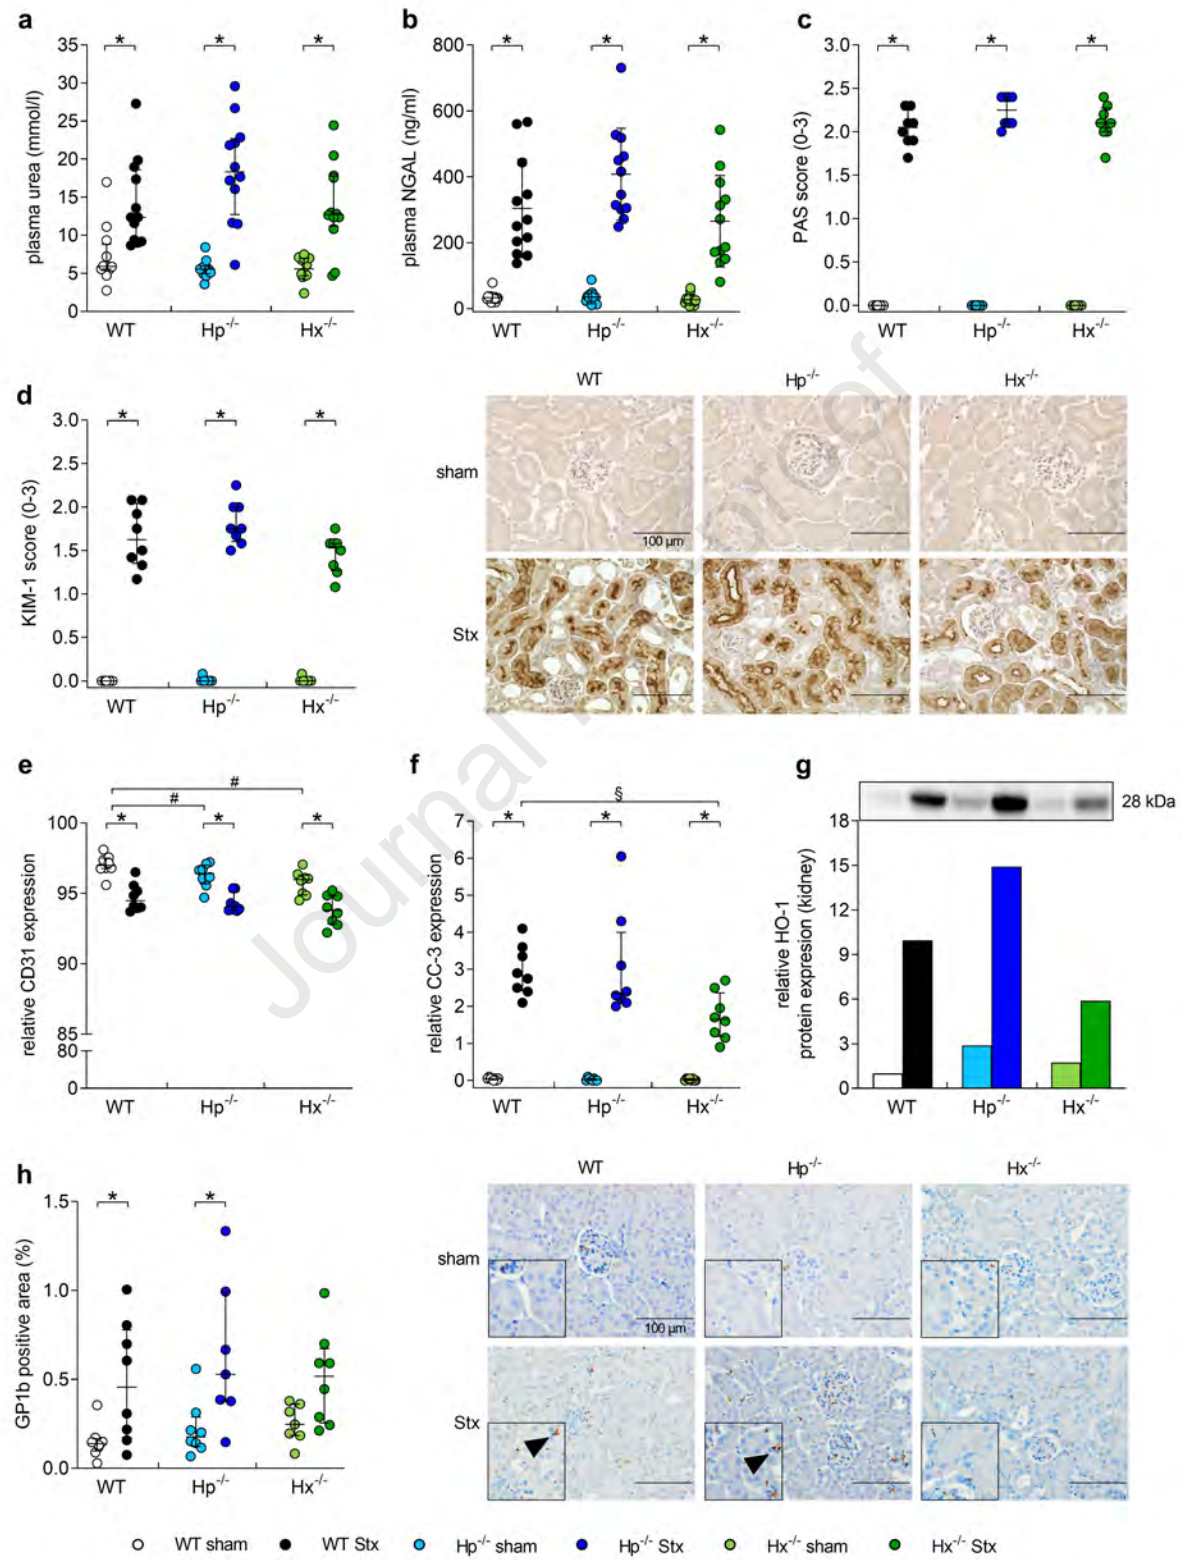 a
plasma urea (mmol/l)
35
30
25
20
15
10
5
0
*
*
*
WT
Hp-/-
Hx-/-
b
plasma NGAL (ng/ml)
800
600
400
200
0
*
*
*
WT
Hp-/-
Hx-/-
c
PAS score (0-3)
3.0
2.5
2.0
1.5
1.0
0.5
0.0
*
*
*
WT
Hp-/-
Hx-/-
d
KIM-1 score (0-3)
3.0
2.5
2.0
1.5
1.0
0.5
0.0
*
*
*
WT
Hp-/-
Hx-/-
WT
Hp-/-
Hx-/-
sham
100 µm
Stx
e
relative CD31 expression
100
95
90
85
80
0
#
#
*
*
*
WT
Hp-/-
Hx-/-
f
relative CC-3 expression
7
6
5
4
3
2
1
0
§
*
*
*
WT
Hp-/-
Hx-/-
g
28 kDa
relative HO-1
protein expresion (kidney)
18
15
12
9
6
3
0
WT
Hp-/-
Hx-/-
h
GP1b positive area (%)
1.5
1.0
0.5
0.0
*
*
WT
Hp-/-
Hx-/-
WT
Hp-/-
Hx-/-
sham
100 µm
Stx
WT sham
WT Stx
Hp-/- sham
Hp-/- Stx
Hx-/- sham
Hx-/- Stx
Journal Pre-proof